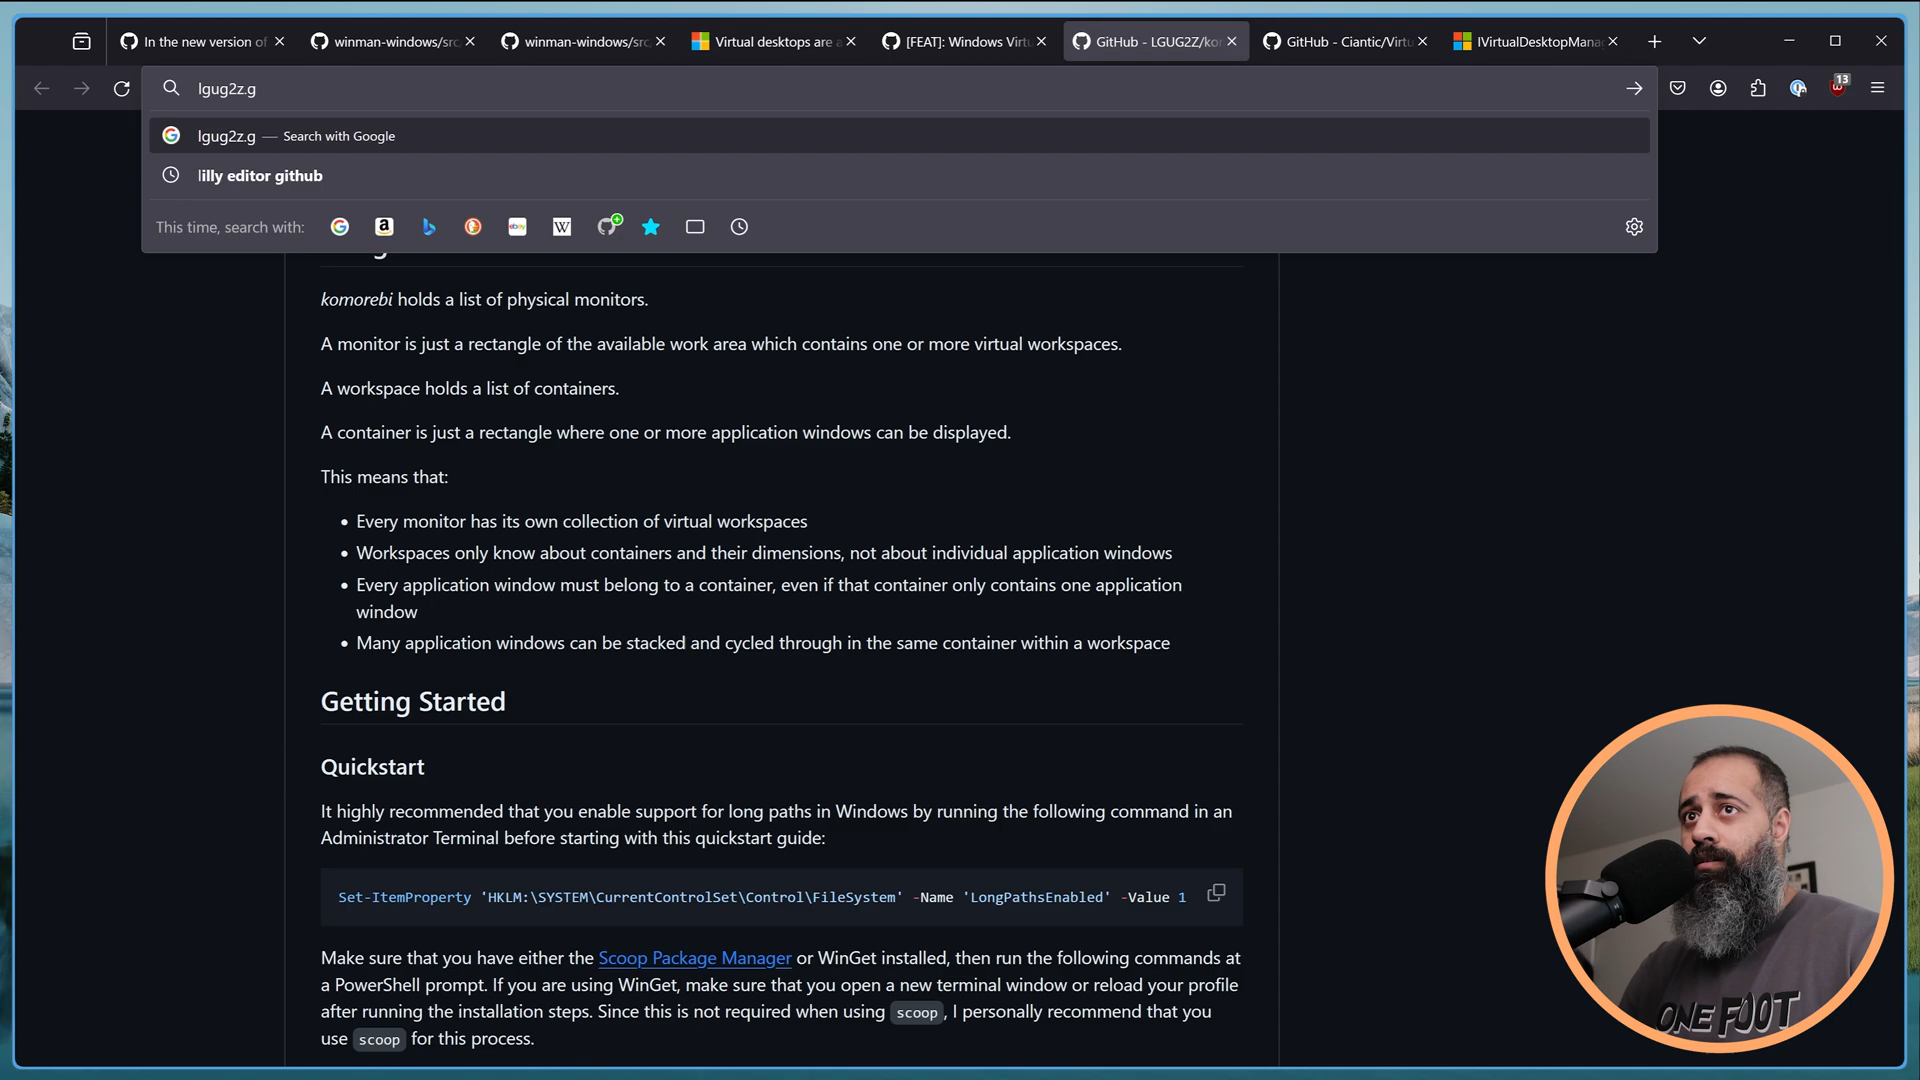 In the new version of
winman-windows/src
winman-windows/src
Virtual desktops are a
[FEAT]: Windows Virtu
GitHub - LGUG2Z/kor
GitHub - Ciantic/Virtu
IVirtualDesktopMana
lgug2z.g
13
lgug2z.g — Search with Google
lilly editor github
This time, search with:
komorebi holds a list of physical monitors.
A monitor is just a rectangle of the available work area which contains one or more virtual workspaces.
A workspace holds a list of containers.
A container is just a rectangle where one or more application windows can be displayed.
This means that:
• Every monitor has its own collection of virtual workspaces
• Workspaces only know about containers and their dimensions, not about individual application windows
• Every application window must belong to a container, even if that container only contains one application
window
• Many application windows can be stacked and cycled through in the same container within a workspace
Getting Started
Quickstart
It highly recommended that you enable support for long paths in Windows by running the following command in an
Administrator Terminal before starting with this quickstart guide:
Set-ItemProperty 'HKLM:\SYSTEM\CurrentControlSet\Control\FileSystem' -Name 'LongPathsEnabled' -Value 1
Make sure that you have either the Scoop Package Manager or WinGet installed, then run the following commands at
a PowerShell prompt. If you are using WinGet, make sure that you open a new terminal window or reload your profile
after running the installation steps. Since this is not required when using scoop, I personally recommend that you
use scoop for this process.
ONE FOOT